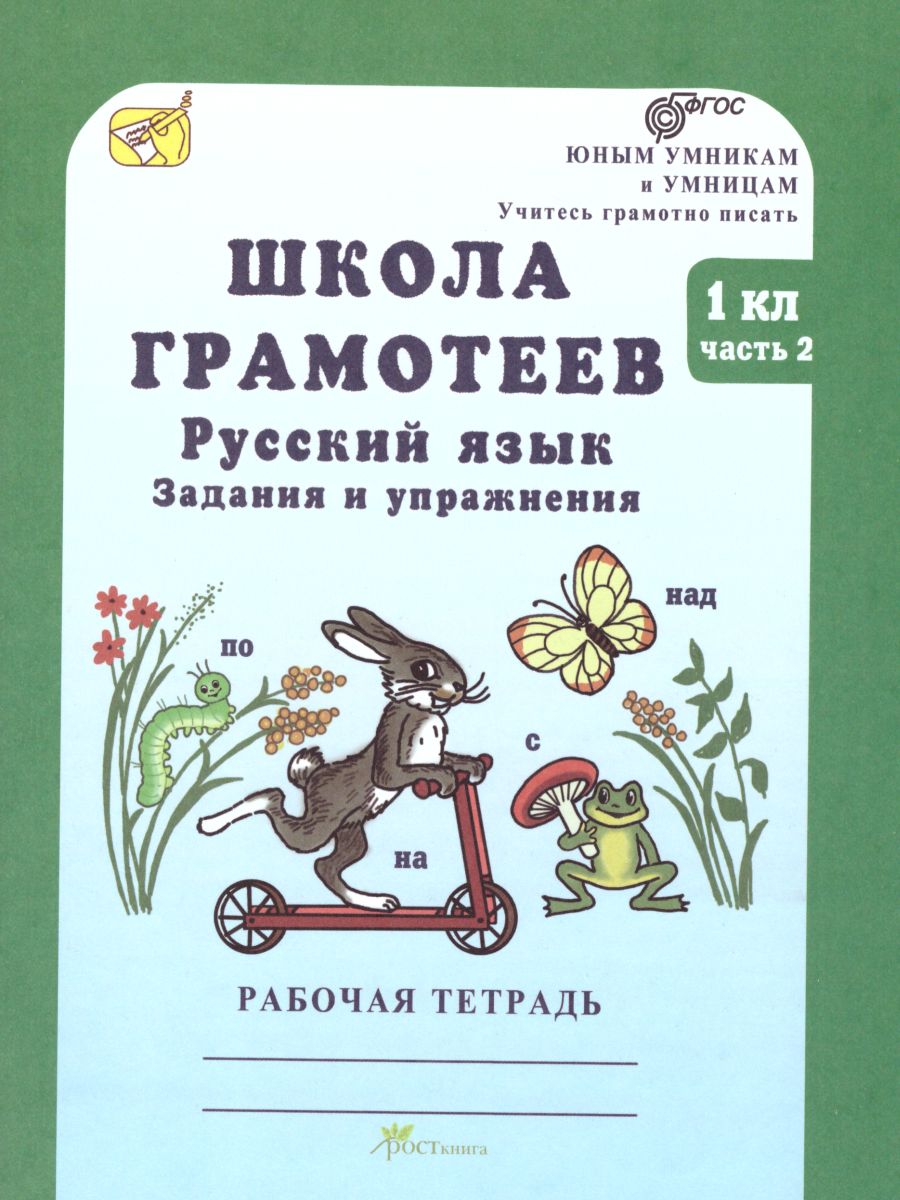 ФГОС
ЮНЫМ УМНИКАМ
и УМНИЦАМ
Учитесь грамотно писать
ШКОЛА
ГРАМОТЕЕВ
1 кл
часть 2
Русский язык
Задания и упражнения
над
по
с
на
РАБОЧАЯ ТЕТРАДЬ
РОСТкнига